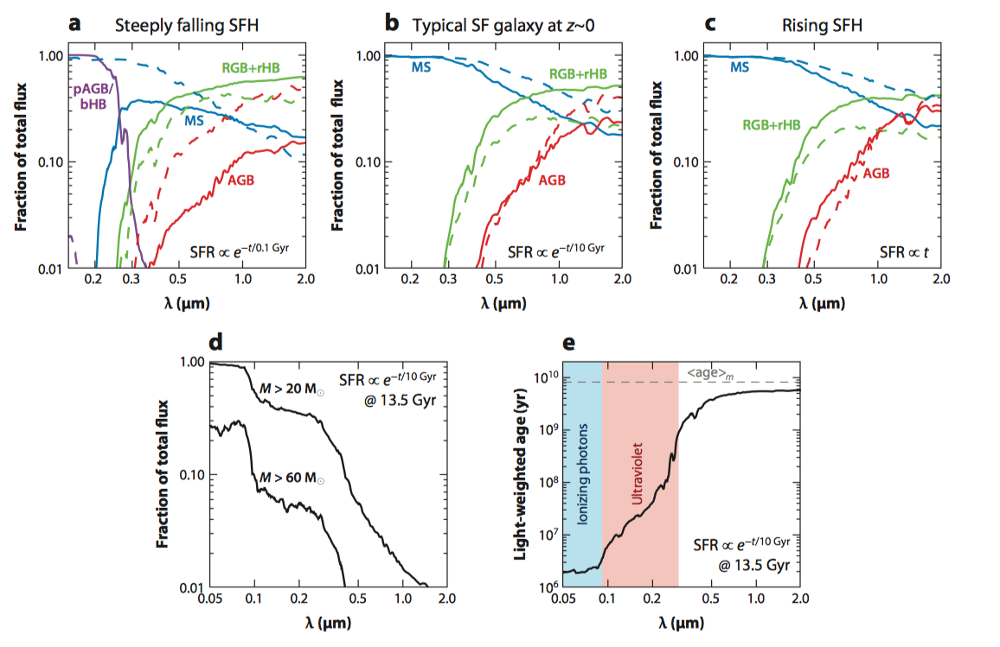 a Steeply falling SFH
b Typical SF galaxy at z~0
c Rising SFH
Fraction of total flux
1.00
0.10
0.01
pAGB/
bHB
RGB+rHB
MS
AGB
SFR ∝ e^−t/0.1 Gyr
0.2 0.3 0.5 1.0 2.0
λ (μm)
Fraction of total flux
1.00
0.10
0.01
MS
RGB+rHB
AGB
SFR ∝ e^−t/10 Gyr
0.2 0.3 0.5 1.0 2.0
λ (μm)
Fraction of total flux
1.00
0.10
0.01
MS
RGB+rHB
AGB
SFR ∝ t
0.2 0.3 0.5 1.0 2.0
λ (μm)
d
Fraction of total flux
1.00
0.10
0.01
SFR ∝ e^−t/10 Gyr
@ 13.5 Gyr
M > 20 M☉
M > 60 M☉
0.05 0.1 0.2 0.5 1.0 2.0
λ (μm)
e
Light-weighted age (yr)
10^10
10^9
10^8
10^7
10^6
<age>m
Ionizing photons
Ultraviolet
SFR ∝ e^−t/10 Gyr
@ 13.5 Gyr
0.05 0.1 0.2 0.5 1.0 2.0
λ (μm)